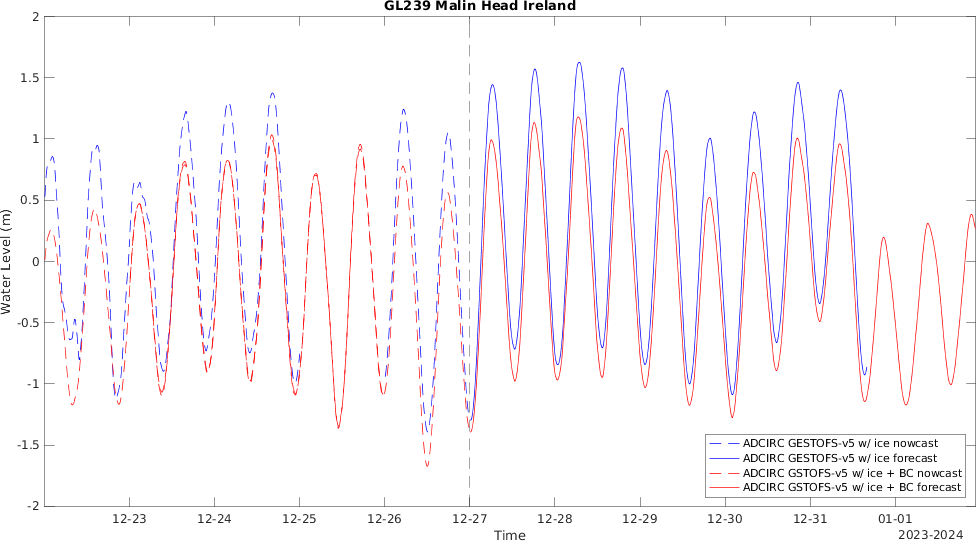 GL239 Malin Head Ireland
2
1.5
1
0.5
0
-0.5
-1
-1.5
-2
Water Level (m)
ADCIRC GESTOFS-v5 w/ ice nowcast
ADCIRC GESTOFS-v5 w/ ice forecast
ADCIRC GSTOFS-v5 w/ ice + BC nowcast
ADCIRC GSTOFS-v5 w/ ice + BC forecast
12-23 12-24 12-25 12-26 12-27 12-28 12-29 12-30 12-31 01-01
Time
2023-2024